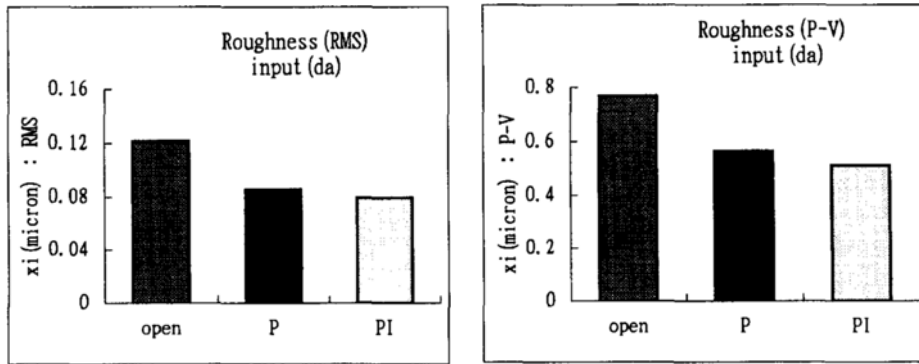 Roughness (RMS)
input (da)
xi (micron) : RMS
0.16
0.12
0.08
0.04
0
open P PI
Roughness (P-V)
input (da)
xi (micron) : P-V
0.8
0.6
0.4
0.2
0
open P PI